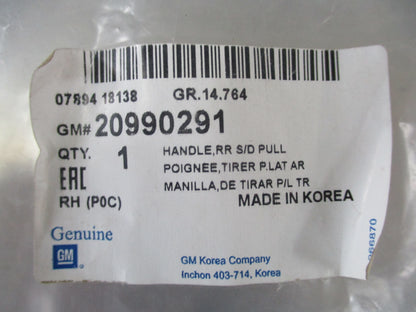 07894 18138 GR.14.764
GM# 20990291
QTY. 1 HANDLE,RR S/D PULL
POIGNEE,TIRER P.LAT AR
EAC MANILLA,DE TIRAR P/L TR
RH (P0C) MADE IN KOREA
Genuine
GM
GM Korea Company
Inchon 403-714, Korea
966870